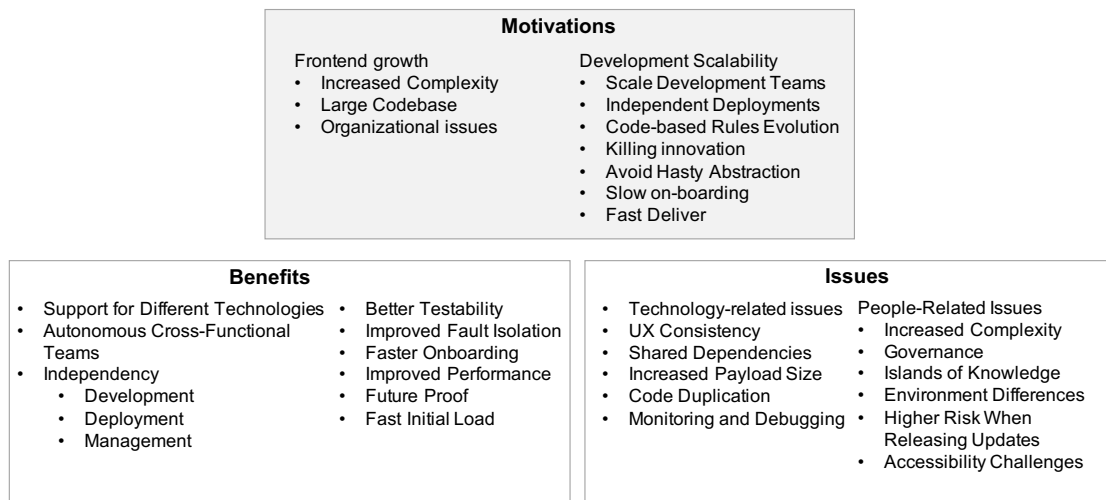 Motivations
Frontend growth
• Increased Complexity
• Large Codebase
• Organizational issues
Development Scalability
• Scale Development Teams
• Independent Deployments
• Code-based Rules Evolution
• Killing innovation
• Avoid Hasty Abstraction
• Slow on-boarding
• Fast Deliver
Benefits
• Support for Different Technologies
• Autonomous Cross-Functional
Teams
• Independency
• Development
• Deployment
• Management
• Better Testability
• Improved Fault Isolation
• Faster Onboarding
• Improved Performance
• Future Proof
• Fast Initial Load
Issues
• Technology-related issues
• UX Consistency
• Shared Dependencies
• Increased Payload Size
• Code Duplication
• Monitoring and Debugging
People-Related Issues
• Increased Complexity
• Governance
• Islands of Knowledge
• Environment Differences
• Higher Risk When
Releasing Updates
• Accessibility Challenges